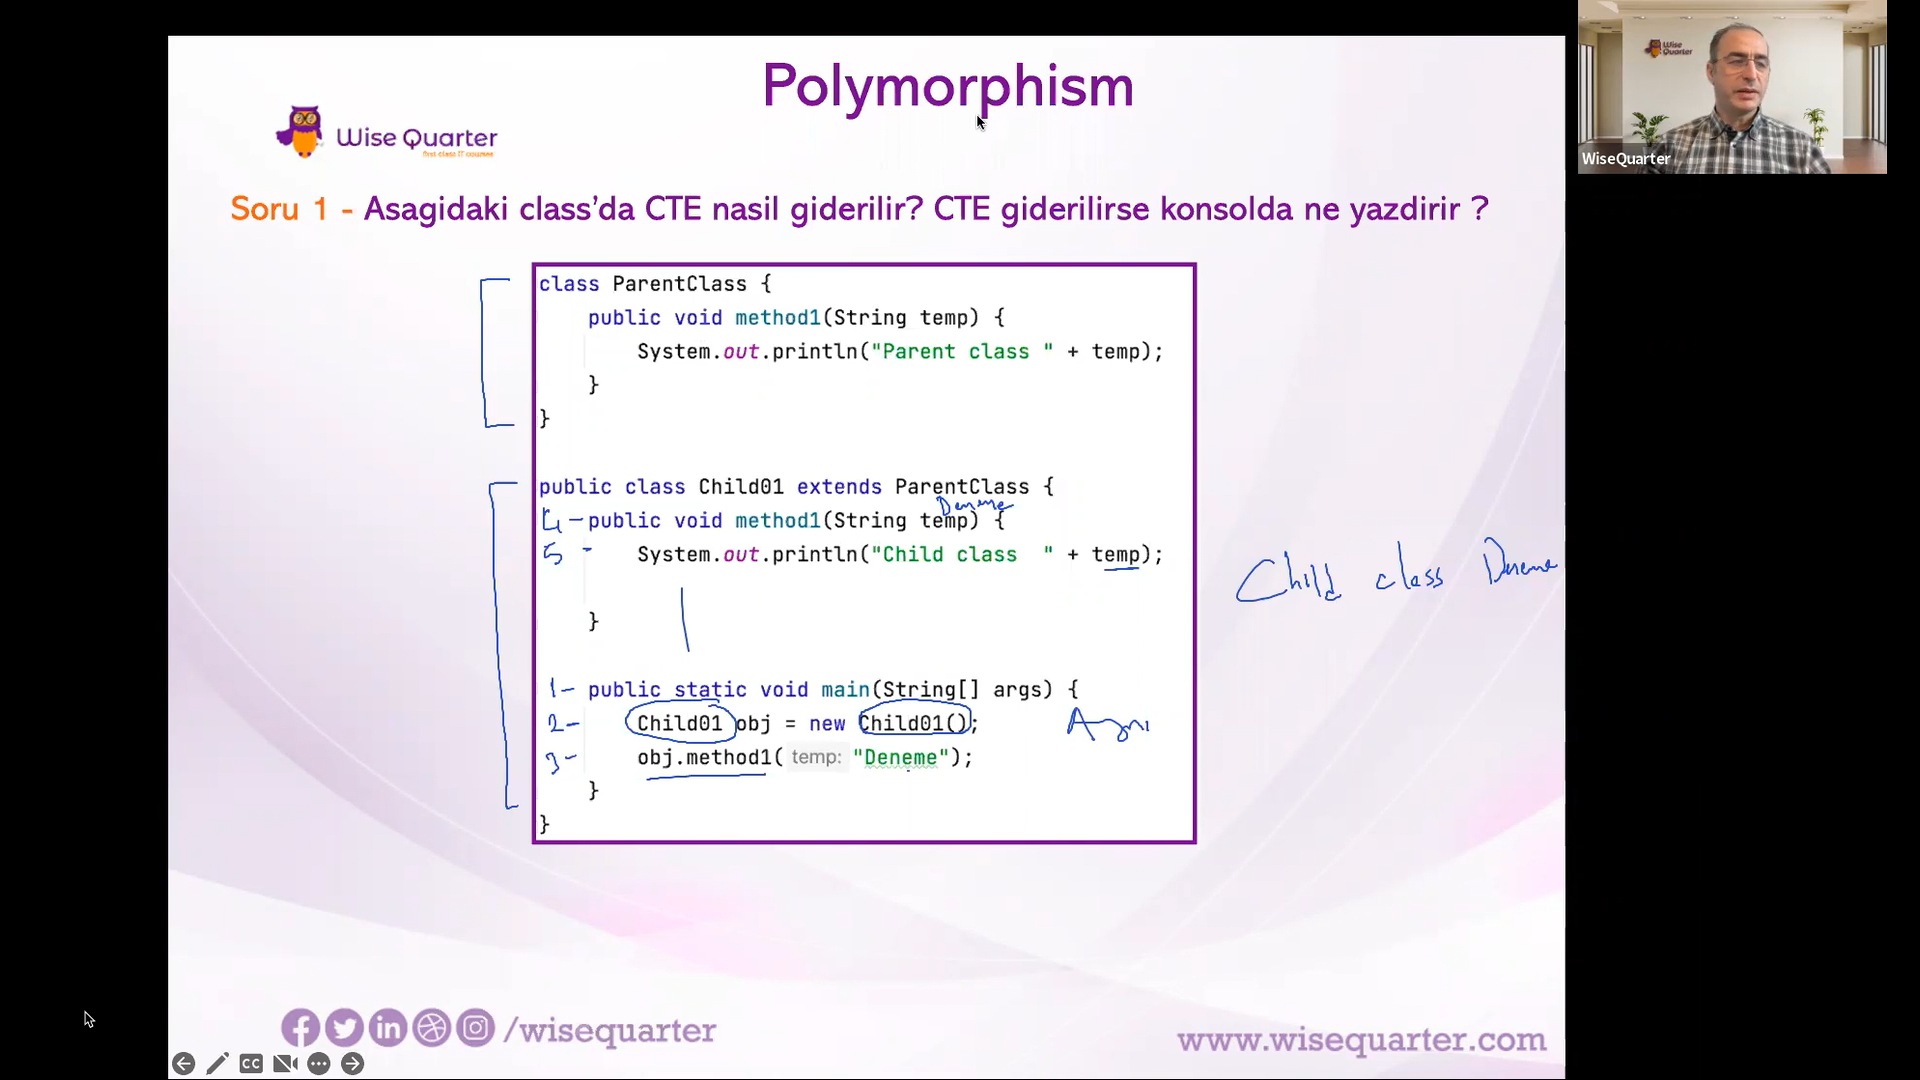 Polymorphism
Wise Quarter
first class IT courses
Wise Quarter
WiseQuarter
Soru 1 - Asagidaki class’da CTE nasil giderilir? CTE giderilirse konsolda ne yazdirir ?
class ParentClass {
public void method1(String temp) {
System.out.println("Parent class " + temp);
}
}
public class Child01 extends ParentClass {
Deneme
4 - public void method1(String temp) {
5 - System.out.println("Child class  " + temp);
Child class Deneme
}
1- public static void main(String[] args) {
2- Child01 obj = new Child01(); Aynı
3- obj.method1( temp: "Deneme");
}
}
/wisequarter
www.wisequarter.com
CC